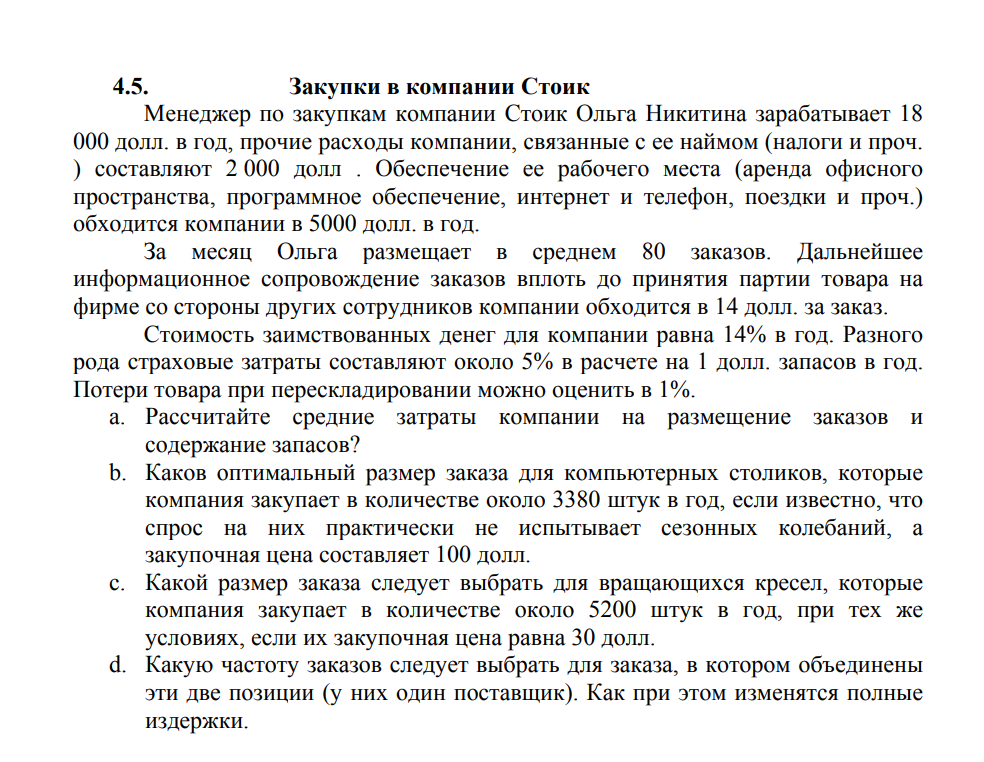 4.5. Закупки в компании Стоик
Менеджер по закупкам компании Стоик Ольга Никитина зарабатывает 18
000 долл. в год, прочие расходы компании, связанные с ее наймом (налоги и проч.
) составляют 2 000 долл . Обеспечение ее рабочего места (аренда офисного
пространства, программное обеспечение, интернет и телефон, поездки и проч.)
обходится компании в 5000 долл. в год.
За месяц Ольга размещает в среднем 80 заказов. Дальнейшее
информационное сопровождение заказов вплоть до принятия партии товара на
фирме со стороны других сотрудников компании обходится в 14 долл. за заказ.
Стоимость заимствованных денег для компании равна 14% в год. Разного
рода страховые затраты составляют около 5% в расчете на 1 долл. запасов в год.
Потери товара при перескладировании можно оценить в 1%.
a. Рассчитайте средние затраты компании на размещение заказов и
содержание запасов?
b. Каков оптимальный размер заказа для компьютерных столиков, которые
компания закупает в количестве около 3380 штук в год, если известно, что
спрос на них практически не испытывает сезонных колебаний, а
закупочная цена составляет 100 долл.
c. Какой размер заказа следует выбрать для вращающихся кресел, которые
компания закупает в количестве около 5200 штук в год, при тех же
условиях, если их закупочная цена равна 30 долл.
d. Какую частоту заказов следует выбрать для заказа, в котором объединены
эти две позиции (у них один поставщик). Как при этом изменятся полные
издержки.